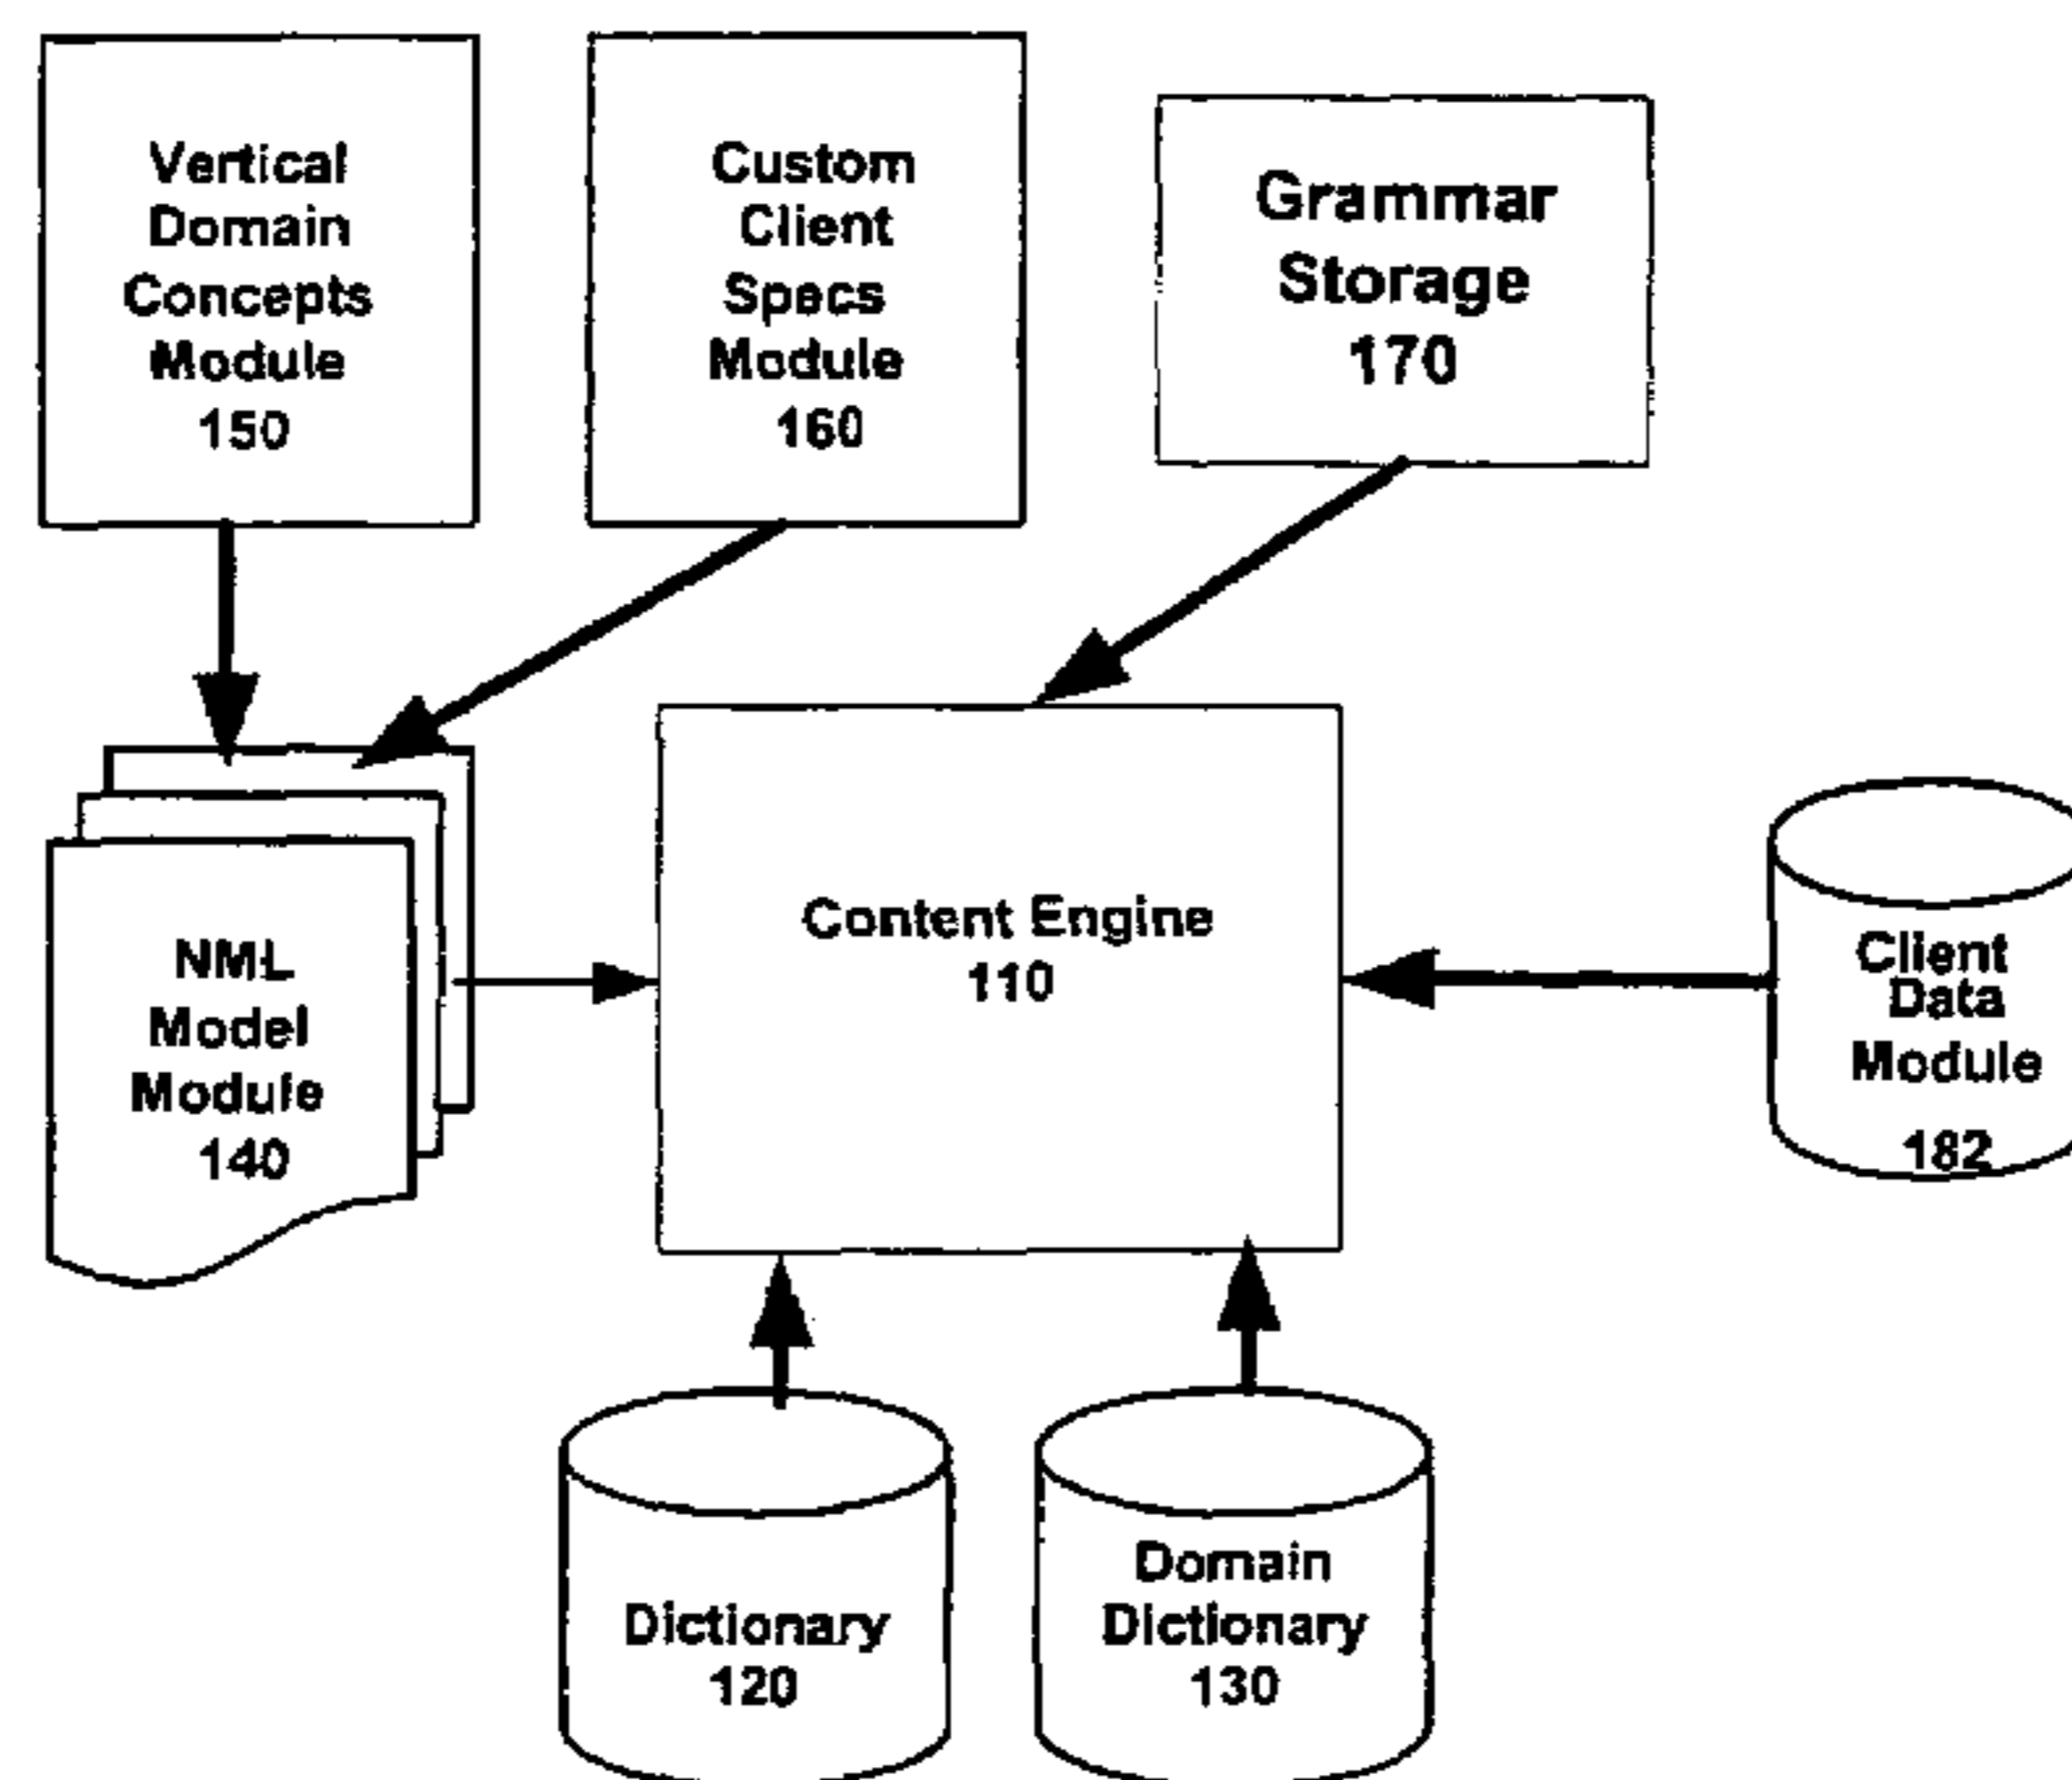 Vertical
Domain
Concepts
Module
150
Custom
Client
Specs
Module
160
Grammar
Storage
170
NML
Model
Module
140
Content Engine
110
Client
Data
Module
182
Dictionary
120
Domain
Dictionary
130